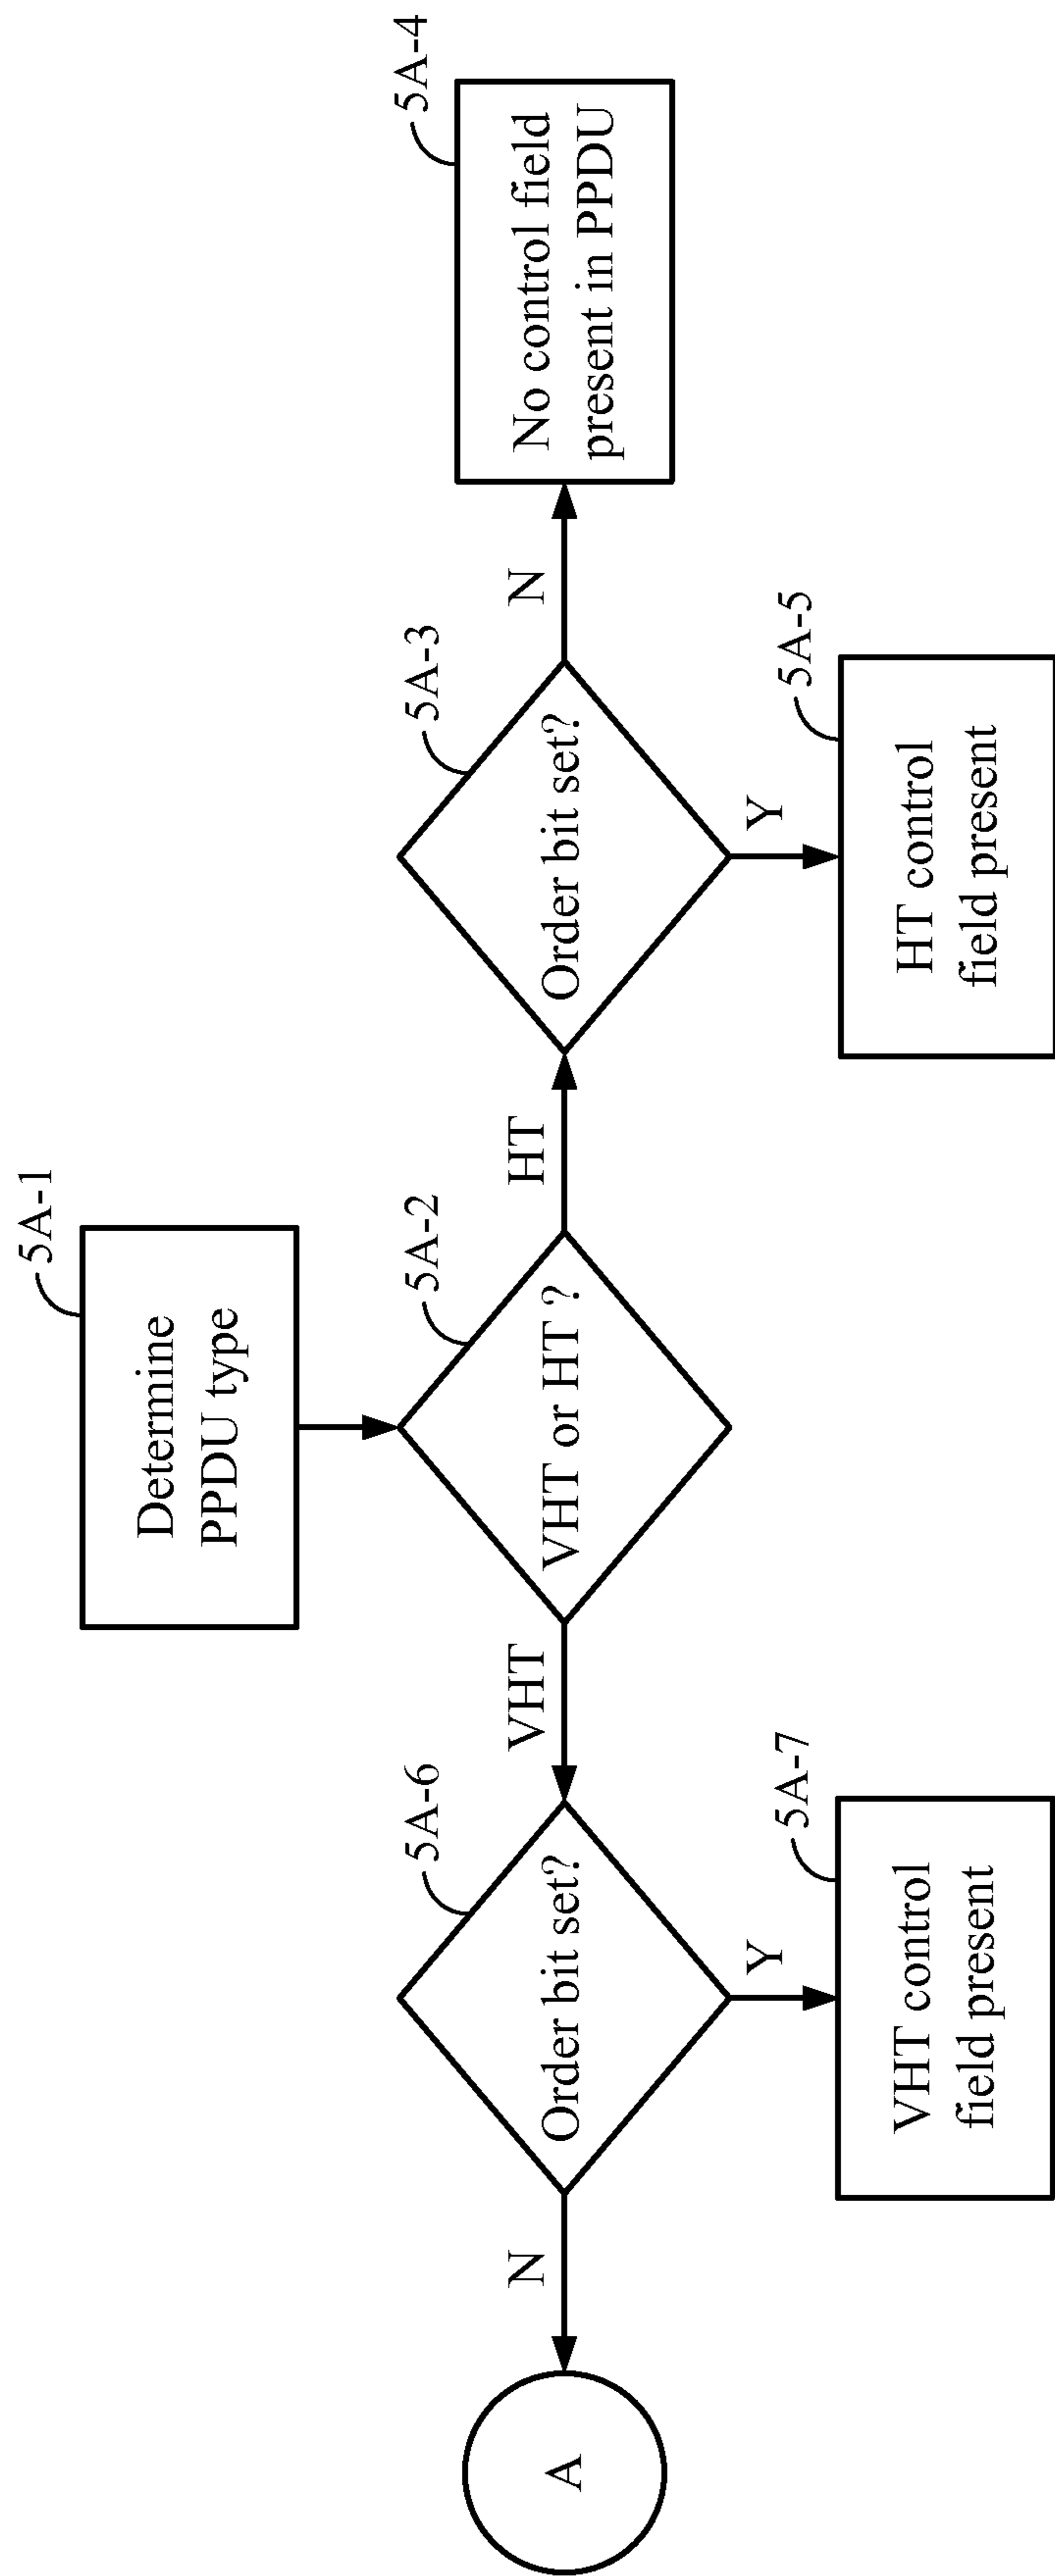 5A-1
Determine
PPDU type
5A-2
VHT or HT ?
VHT
HT
5A-6
Order bit set?
N
A
Y
5A-7
VHT control
field present
5A-3
Order bit set?
N
5A-4
No control field
present in PPDU
Y
5A-5
HT control
field present